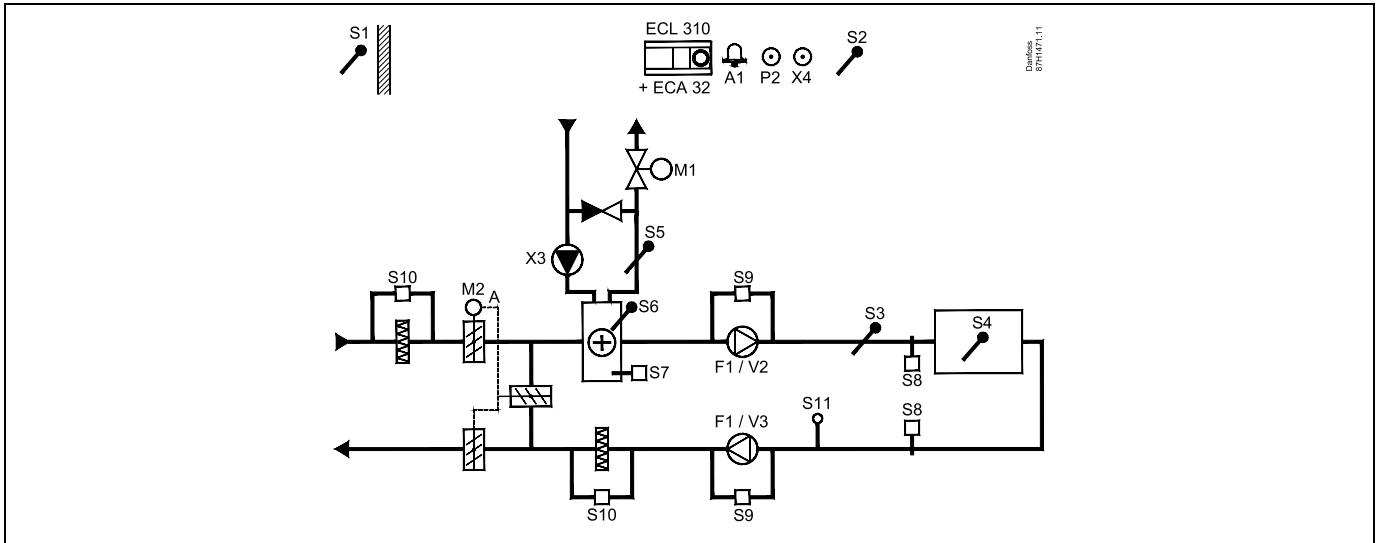 S1
ECL 310
+ ECA 32
A1
P2
X4
S2
Danfoss
87H1471.11
M1
X3
S5
S10
M2
A
S6
S7
S9
F1 / V2
S3
S4
S8
S8
S11
F1 / V3
S10
S9